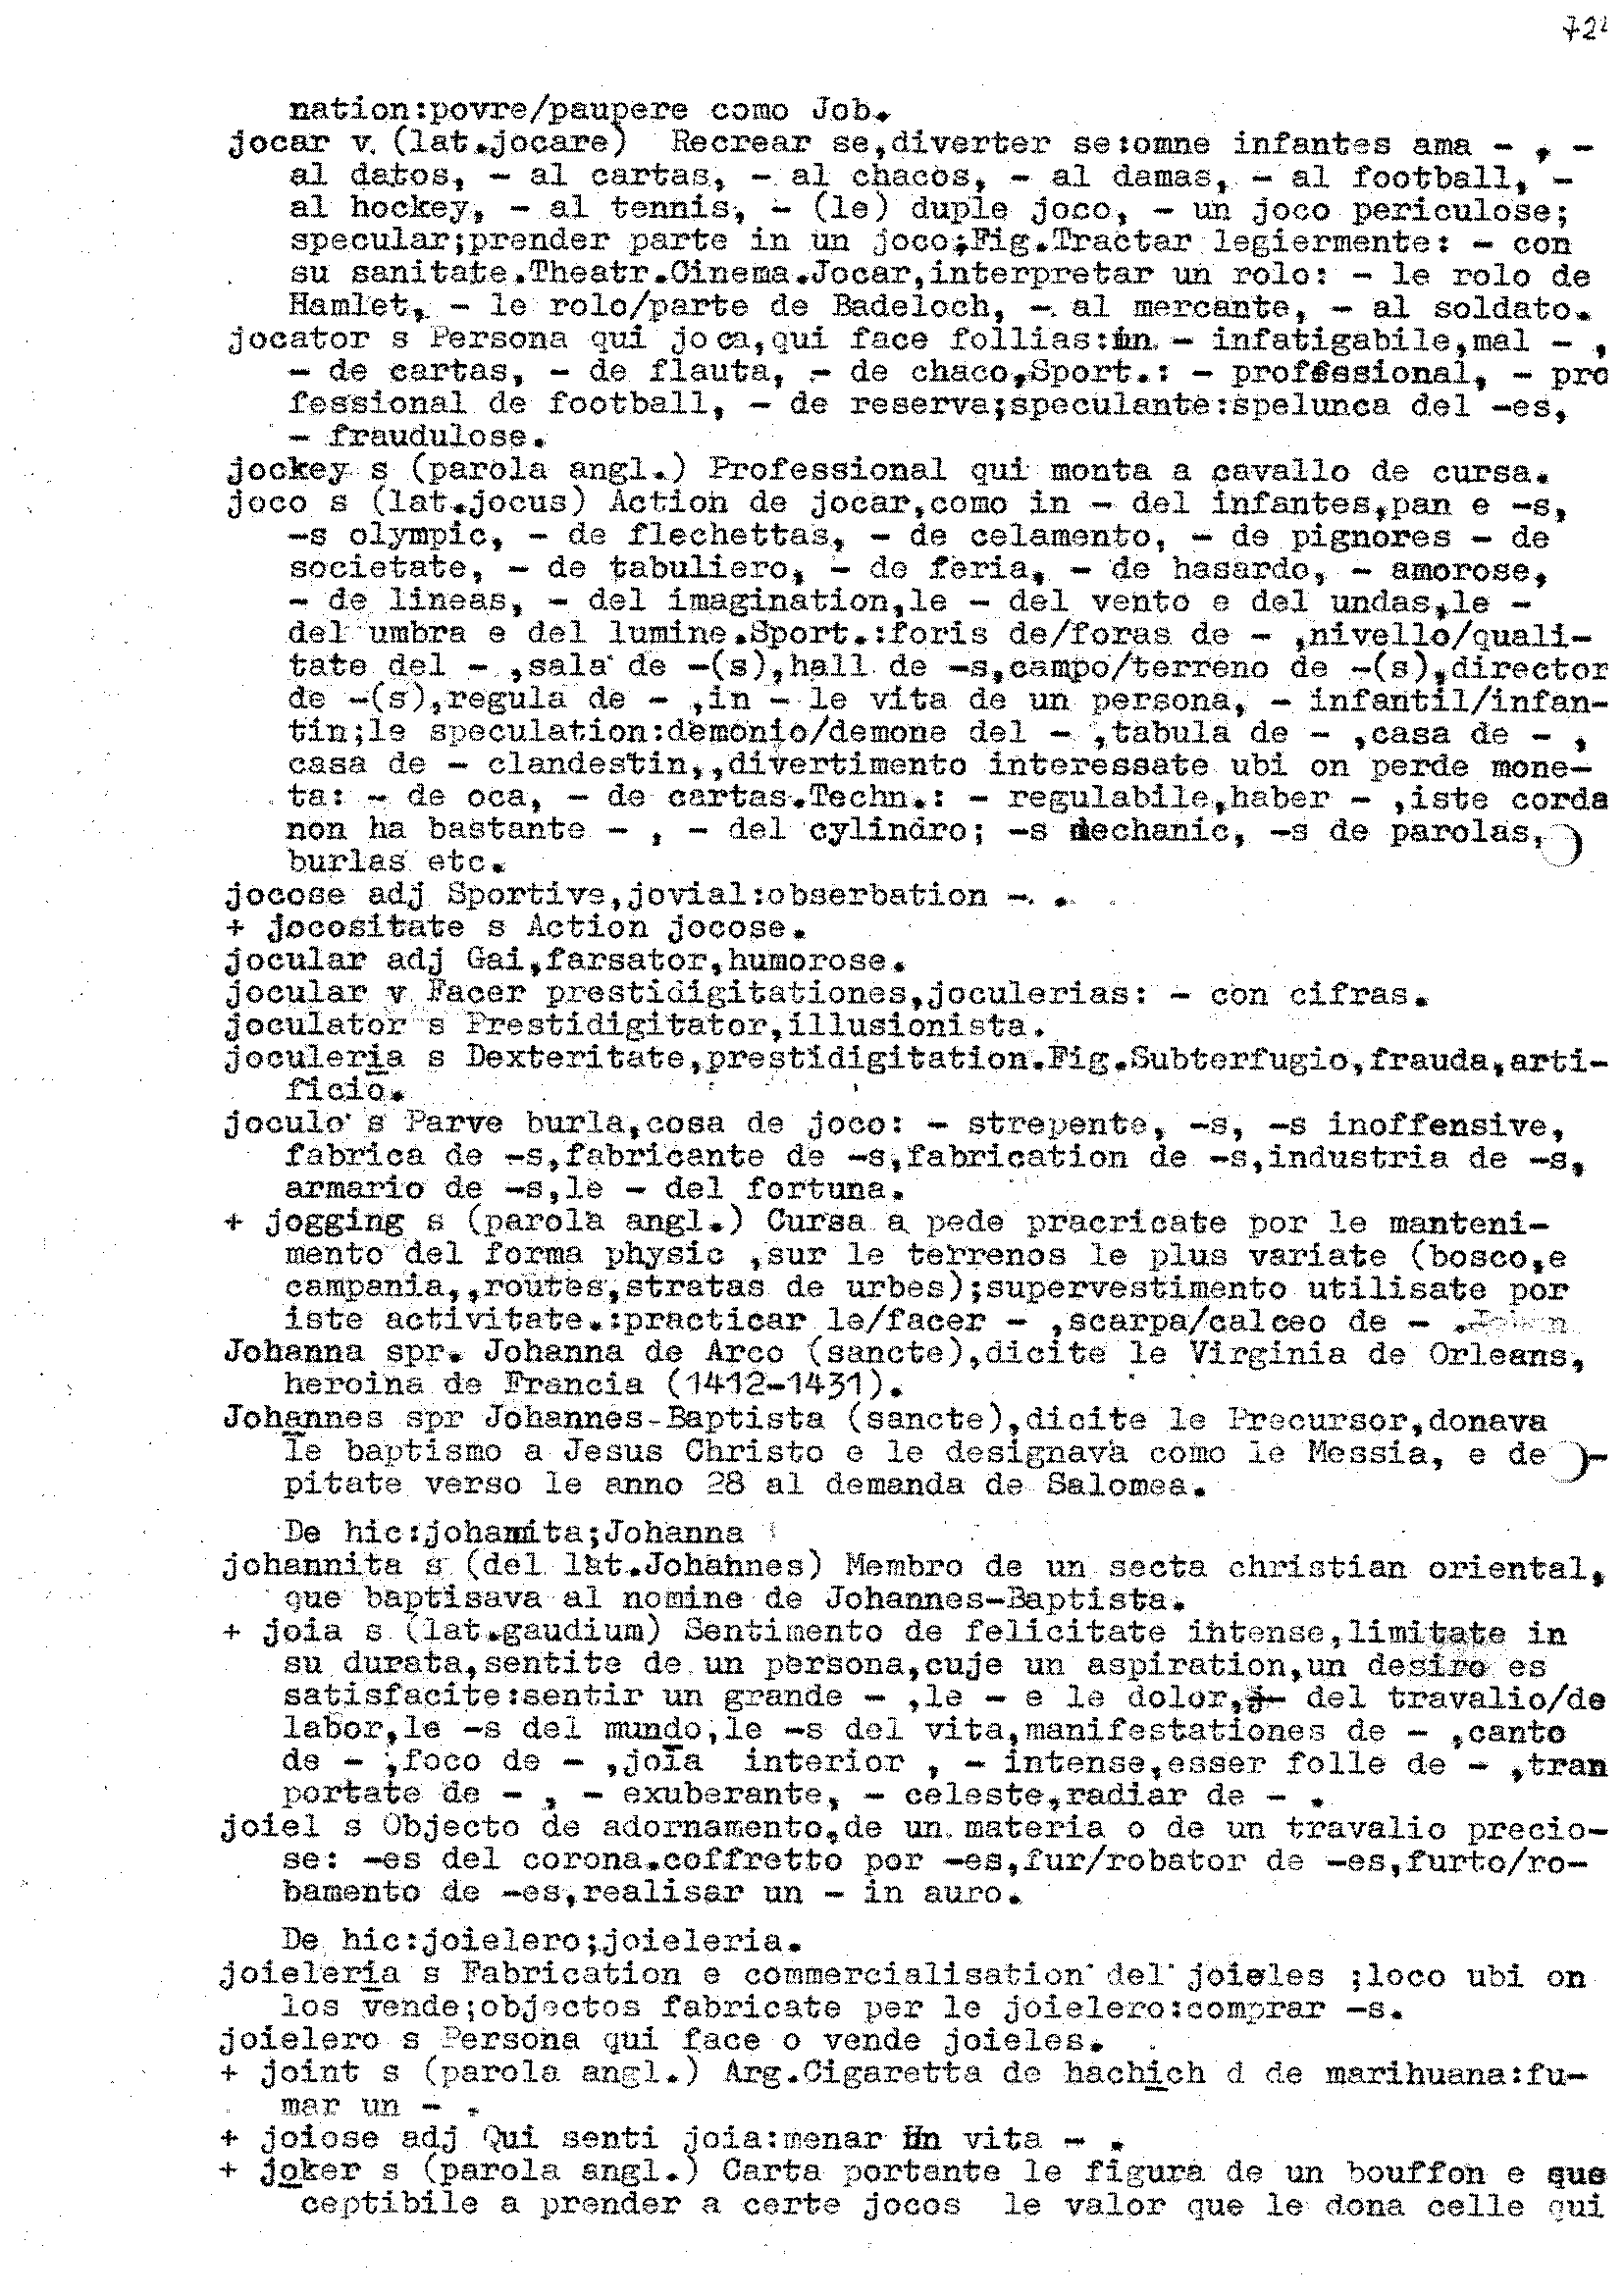 721
nation:povre/paupere como Job.
jocar v. (lat.jocare) Recrear se,diverter se:omne infantes ama - , -
al datos, - al cartas, - al chacos, - al damas, - al football, -
al hockey, - al tennis, - (le) duple joco, - un joco periculose;
specular;prender parte in un joco;Fig.Tractar legiermente: - con
su sanitate.Theatr.Cinema.Jocar,interpretar un rolo: - le rolo de
Hamlet, - le rolo/parte de Badeloch, - al mercante, - al soldato.
jocator s Persona qui joca,qui face follias:un - infatigabile,mal - ,
- de cartas, - de flauta, - de chaco,Sport.: - professional, - pro
fessional de football, - de reserva;speculante:spelunca del -es,
- fraudulose.
jockey s (parola angl.) Professional qui monta a cavallo de cursa.
joco s (lat.jocus) Action de jocar,como in - del infantes,pan e -s,
-s olympic, - de flechettas, - de celamento, - de pignores - de
societate, - de tabuliero, - de feria, - de hasardo, - amorose,
- de lineas, - del imagination,le - del vento e del undas,le -
del umbra e del lumine.Sport.:foris de/foras de - ,nivello/quali-
tate del - ,sala de -(s),hall de -s,campo/terreno de -(s),director
de -(s),regula de - ,in - le vita de un persona, - infantil/infan-
tin;le speculation:demonio/demone del - ,tabula de - ,casa de - ,
casa de - clandestin,,divertimento interessate ubi on perde mone-
ta: - de oca, - de cartas.Techn.: - regulabile,haber - ,iste corda
non ha bastante - , - del cylindro; -s mechanic, -s de parolas,
burlas etc.
jocose adj Sportive,jovial:obserbation - .
+ jocositate s Action jocose.
jocular adj Gai,farsator,humorose.
jocular v Facer prestidigitationes,joculerias: - con cifras.
joculator s Prestidigitator,illusionista.
joculeria s Dexteritate,prestidigitation.Fig.Subterfugio,frauda,arti-
ficio.
joculo s Parve burla,cosa de joco: - strepente, -s, -s inoffensive,
fabrica de -s,fabricante de -s,fabrication de -s,industria de -s,
armario de -s,le - del fortuna.
+ jogging s (parola angl.) Cursa a pede pracricate por le manteni-
mento del forma physic ,sur le terrenos le plus variate (bosco,e
campania,,routes,stratas de urbes);supervestimento utilisate por
iste activitate.:practicar le/facer - ,scarpa/calceo de - .
Johanna spr. Johanna de Arco (sancte),dicite le Virginia de Orleans,
heroina de Francia (1412-1431).
Johannes spr Johannes-Baptista (sancte),dicite le Precursor,donava
le baptismo a Jesus Christo e le designava como le Messia, e de -
pitate verso le anno 28 al demanda de Salomea.
De hic:johannita;Johanna
johannita s (del lat.Johannes) Membro de un secta christian oriental,
que baptisava al nomine de Johannes-Baptista.
+ joia s (lat.gaudium) Sentimento de felicitate intense,limitate in
su durata,sentite de un persona,cuje un aspiration,un desiro es
satisfacite:sentir un grande - ,le - e le dolor,j- del travalio/de
labor,le -s del mundo,le -s del vita,manifestationes de - ,canto
de - ,foco de - ,joia interior , - intense,esser folle de - ,tran
portate de - , - exuberante, - celeste,radiar de - .
joiel s Objecto de adornamento,de un materia o de un travalio precio-
se: -es del corona.coffretto por -es,fur/robator de -es,furto/ro-
bamento de -es,realisar un - in auro.
De hic:joielero;joieleria.
joieleria s Fabrication e commercialisation del joieles ;loco ubi on
los vende;objectos fabricate per le joielero:comprar -s.
joielero s Persona qui face o vende joieles.
+ joint s (parola angl.) Arg.Cigaretta de hachich d de marihuana:fu-
mar un - .
+ joiose adj Qui senti joia:menar un vita - .
+ joker s (parola angl.) Carta portante le figura de un bouffon e sus
ceptibile a prender a certe jocos le valor que le dona celle qui